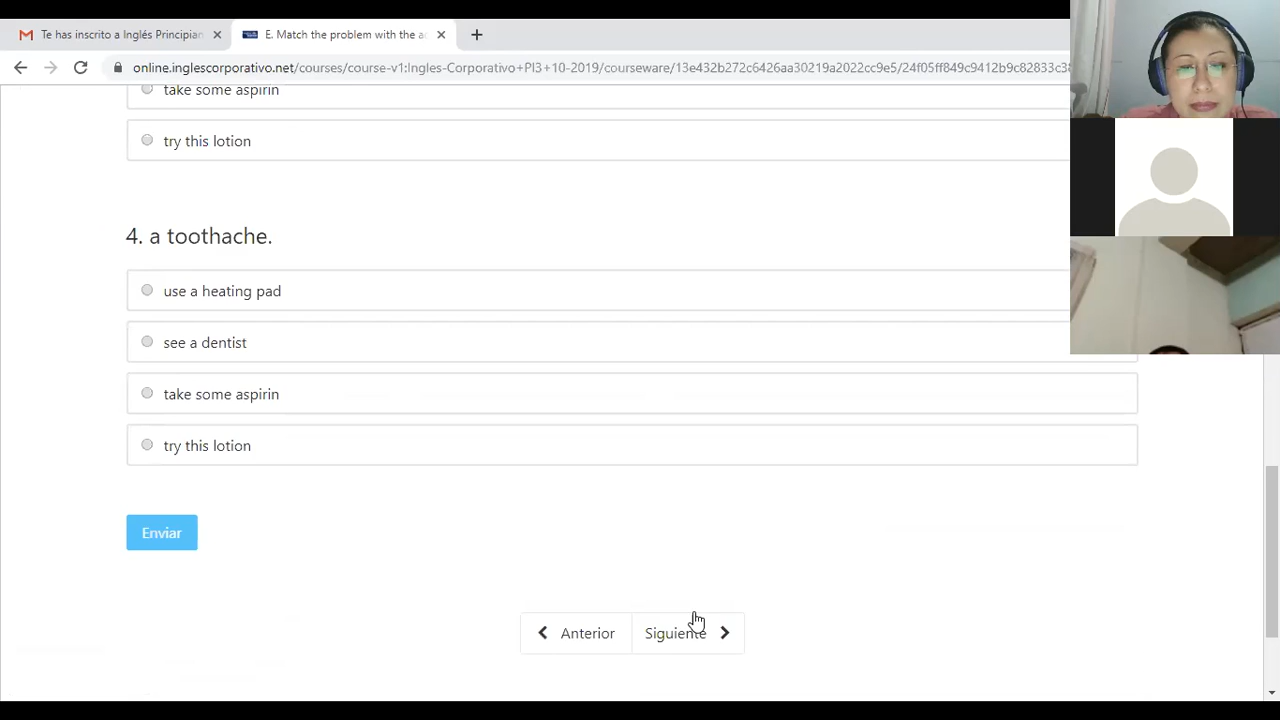 Te has inscrito a Inglés Principian
E. Match the problem with the a
online.inglescorporativo.net/courses/course-v1:Ingles-Corporativo+PI3+10-2019/courseware/13e432b272c6426aa30219a2022cc9e5/24f05ff849c9412b9c82833c3
take some aspirin
try this lotion
4. a toothache.
use a heating pad
see a dentist
take some aspirin
try this lotion
Enviar
Anterior
Siguiente